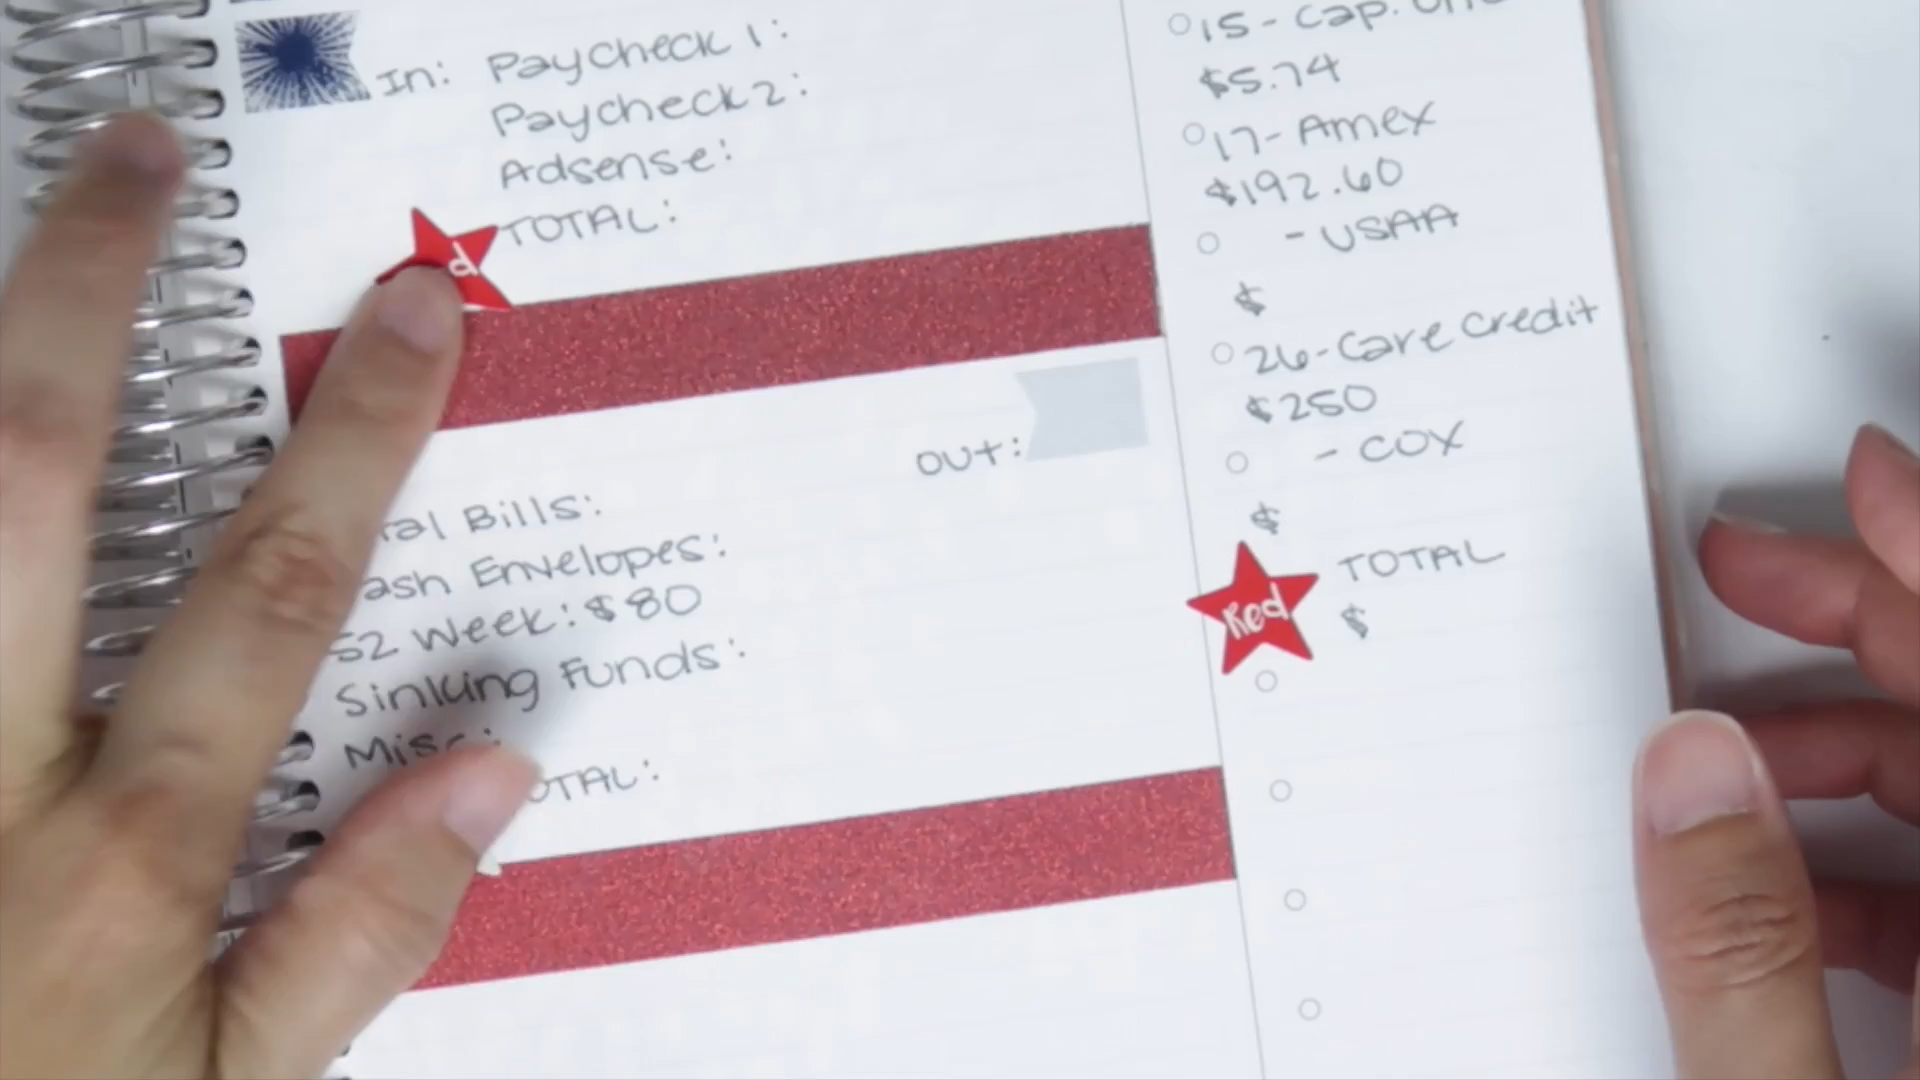 In: Paycheck 1:
Paycheck 2:
Adsense:
TOTAL:
OUT:
Bills:
Envelopes:
52 Week: $80
Sinking Funds:
Misc:
15 - Cap.
$5.74
17 - Amex
$192.60
- USAA
$
26 - Care Credit
$250
- COX
$
TOTAL
Red
$